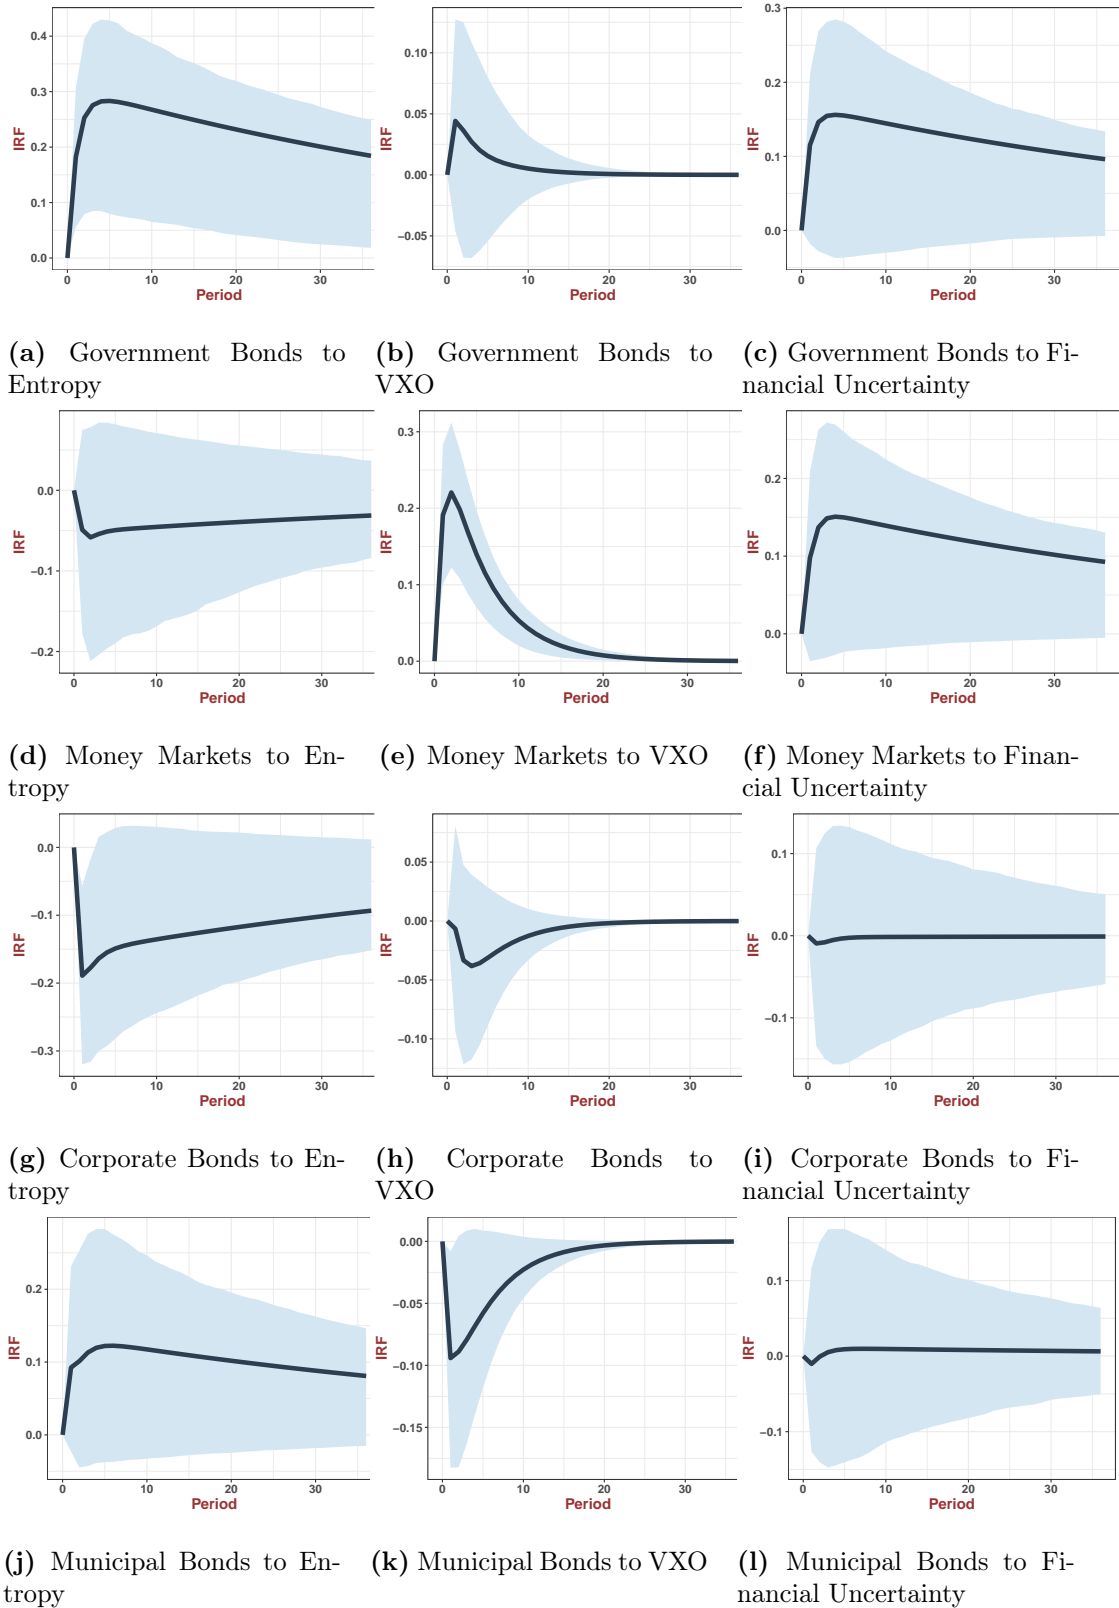 0.4
0.3
0.2
0.1
0.0
IRF
0
10
20
30
Period
0.10
0.05
0.00
−0.05
IRF
0
10
20
30
Period
0.3
0.2
0.1
0.0
IRF
0
10
20
30
Period
(a) Government Bonds to
Entropy
(b) Government Bonds to
VXO
(c) Government Bonds to Fi-
nancial Uncertainty
0.0
−0.1
−0.2
IRF
0
10
20
30
Period
0.3
0.2
0.1
0.0
IRF
0
10
20
30
Period
0.2
0.1
0.0
IRF
0
10
20
30
Period
(d) Money Markets to En-
tropy
(e) Money Markets to VXO
(f) Money Markets to Finan-
cial Uncertainty
0.0
−0.1
−0.2
−0.3
IRF
0
10
20
30
Period
0.05
0.00
−0.05
−0.10
IRF
0
10
20
30
Period
0.1
0.0
−0.1
IRF
0
10
20
30
Period
(g) Corporate Bonds to En-
tropy
(h) Corporate Bonds to
VXO
(i) Corporate Bonds to Fi-
nancial Uncertainty
0.2
0.1
0.0
IRF
0
10
20
30
Period
0.00
−0.05
−0.10
−0.15
IRF
0
10
20
30
Period
0.1
0.0
−0.1
IRF
0
10
20
30
Period
(j) Municipal Bonds to En-
tropy
(k) Municipal Bonds to VXO
(l) Municipal Bonds to Fi-
nancial Uncertainty